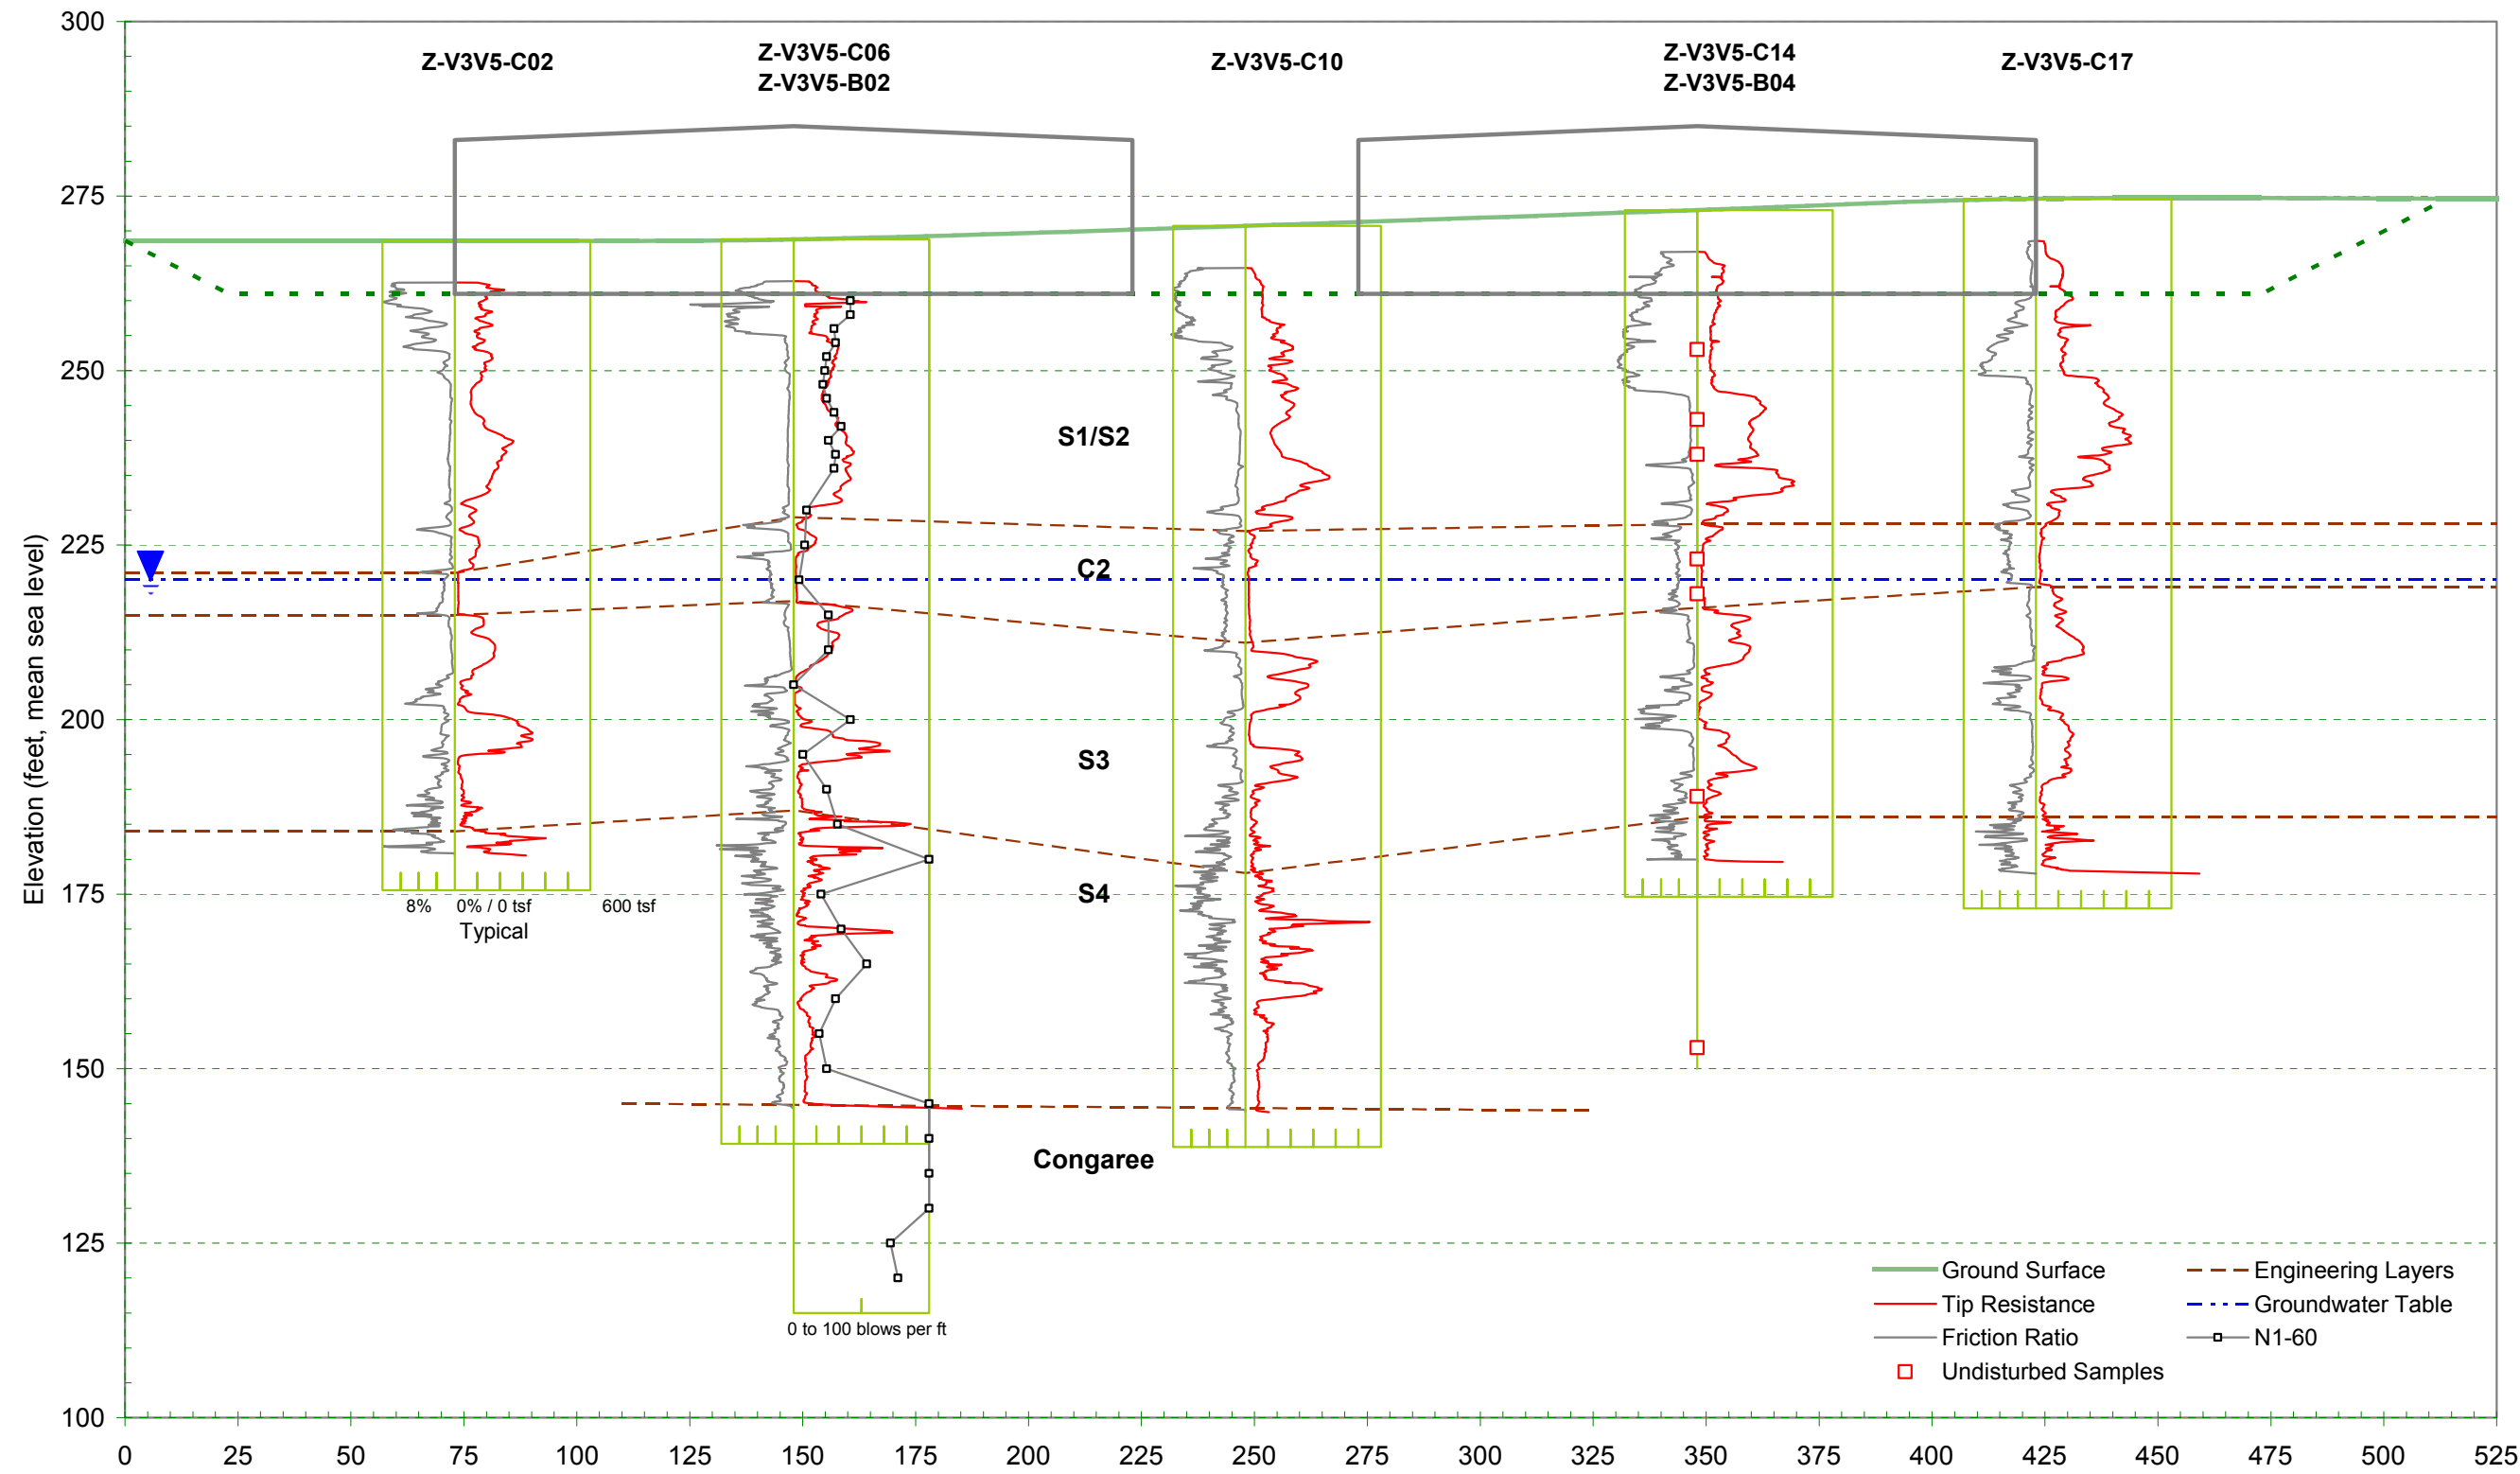 Z-V3V5-C02
Z-V3V5-C06
Z-V3V5-B02
Z-V3V5-C10
Z-V3V5-C14
Z-V3V5-B04
Z-V3V5-C17
Elevation (feet, mean sea level)
300
275
250
225
200
175
150
125
100
S1/S2
C2
S3
S4
Congaree
8%
0% / 0 tsf
600 tsf
Typical
0 to 100 blows per ft
Ground Surface
Tip Resistance
Friction Ratio
Undisturbed Samples
Engineering Layers
Groundwater Table
N1-60
0 25 50 75 100 125 150 175 200 225 250 275 300 325 350 375 400 425 450 475 500 525